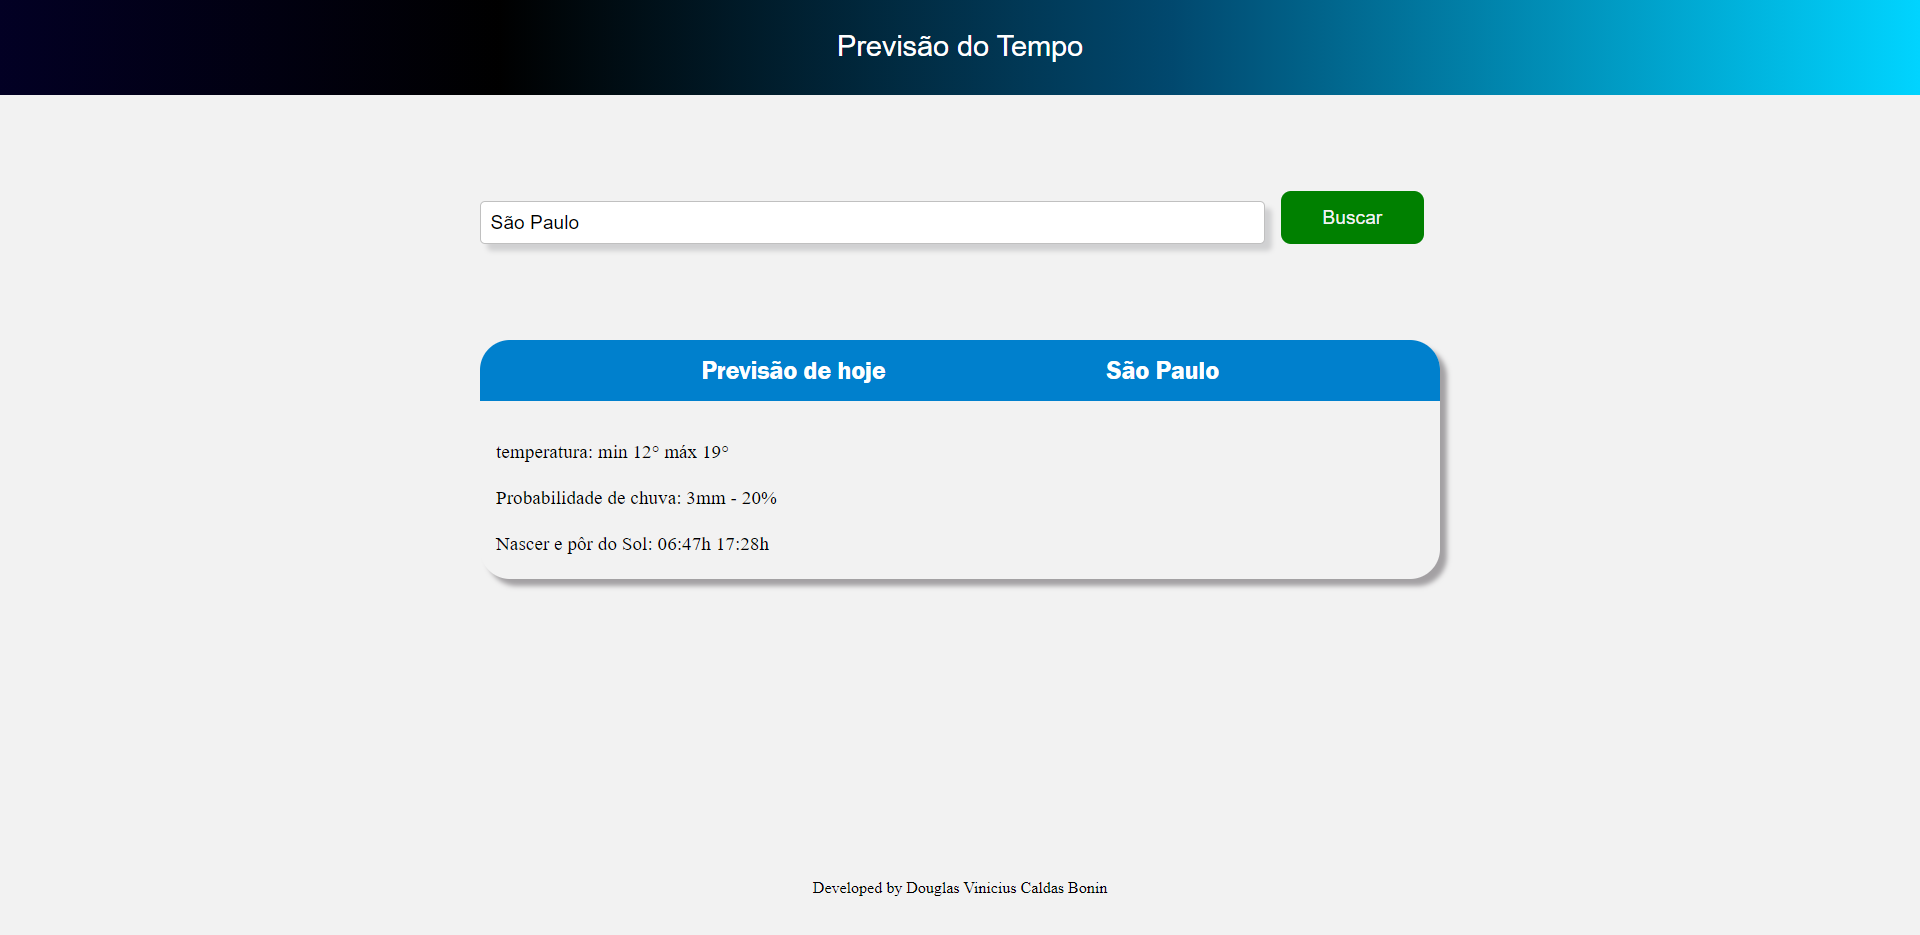 Previsão do Tempo
São Paulo
Buscar
Previsão de hoje
São Paulo
temperatura: min 12° máx 19°
Probabilidade de chuva: 3mm - 20%
Nascer e pôr do Sol: 06:47h 17:28h
Developed by Douglas Vinicius Caldas Bonin